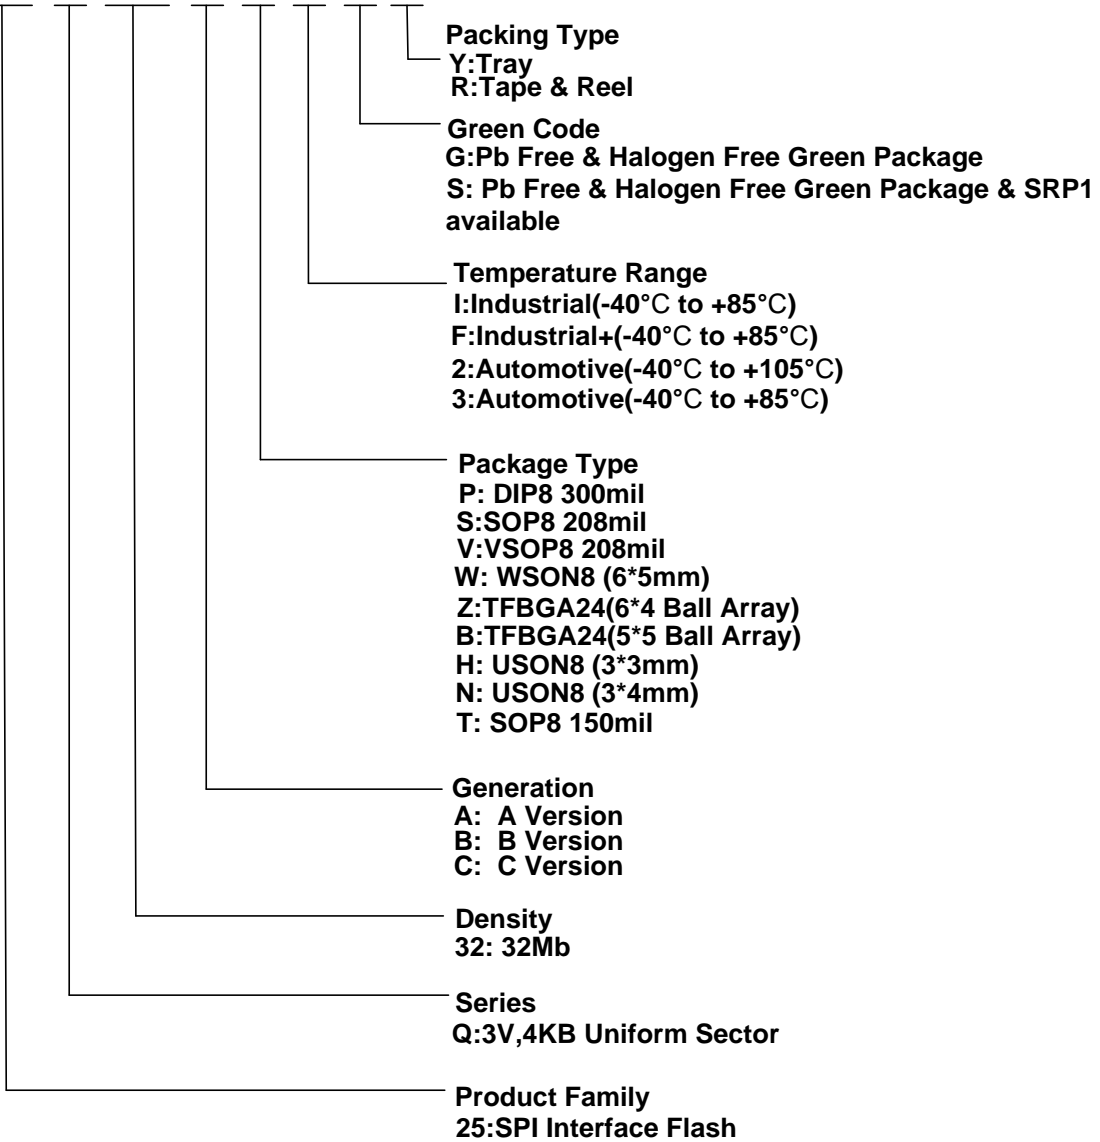 Packing Type
Y:Tray
R:Tape & Reel
Green Code
G:Pb Free & Halogen Free Green Package
S: Pb Free & Halogen Free Green Package & SRP1
available
Temperature Range
I:Industrial(-40°C to +85°C)
F:Industrial+(-40°C to +85°C)
2:Automotive(-40°C to +105°C)
3:Automotive(-40°C to +85°C)
Package Type
P: DIP8 300mil
S:SOP8 208mil
V:VSOP8 208mil
W: WSON8 (6*5mm)
Z:TFBGA24(6*4 Ball Array)
B:TFBGA24(5*5 Ball Array)
H: USON8 (3*3mm)
N: USON8 (3*4mm)
T: SOP8 150mil
Generation
A: A Version
B: B Version
C: C Version
Density
32: 32Mb
Series
Q:3V,4KB Uniform Sector
Product Family
25:SPI Interface Flash